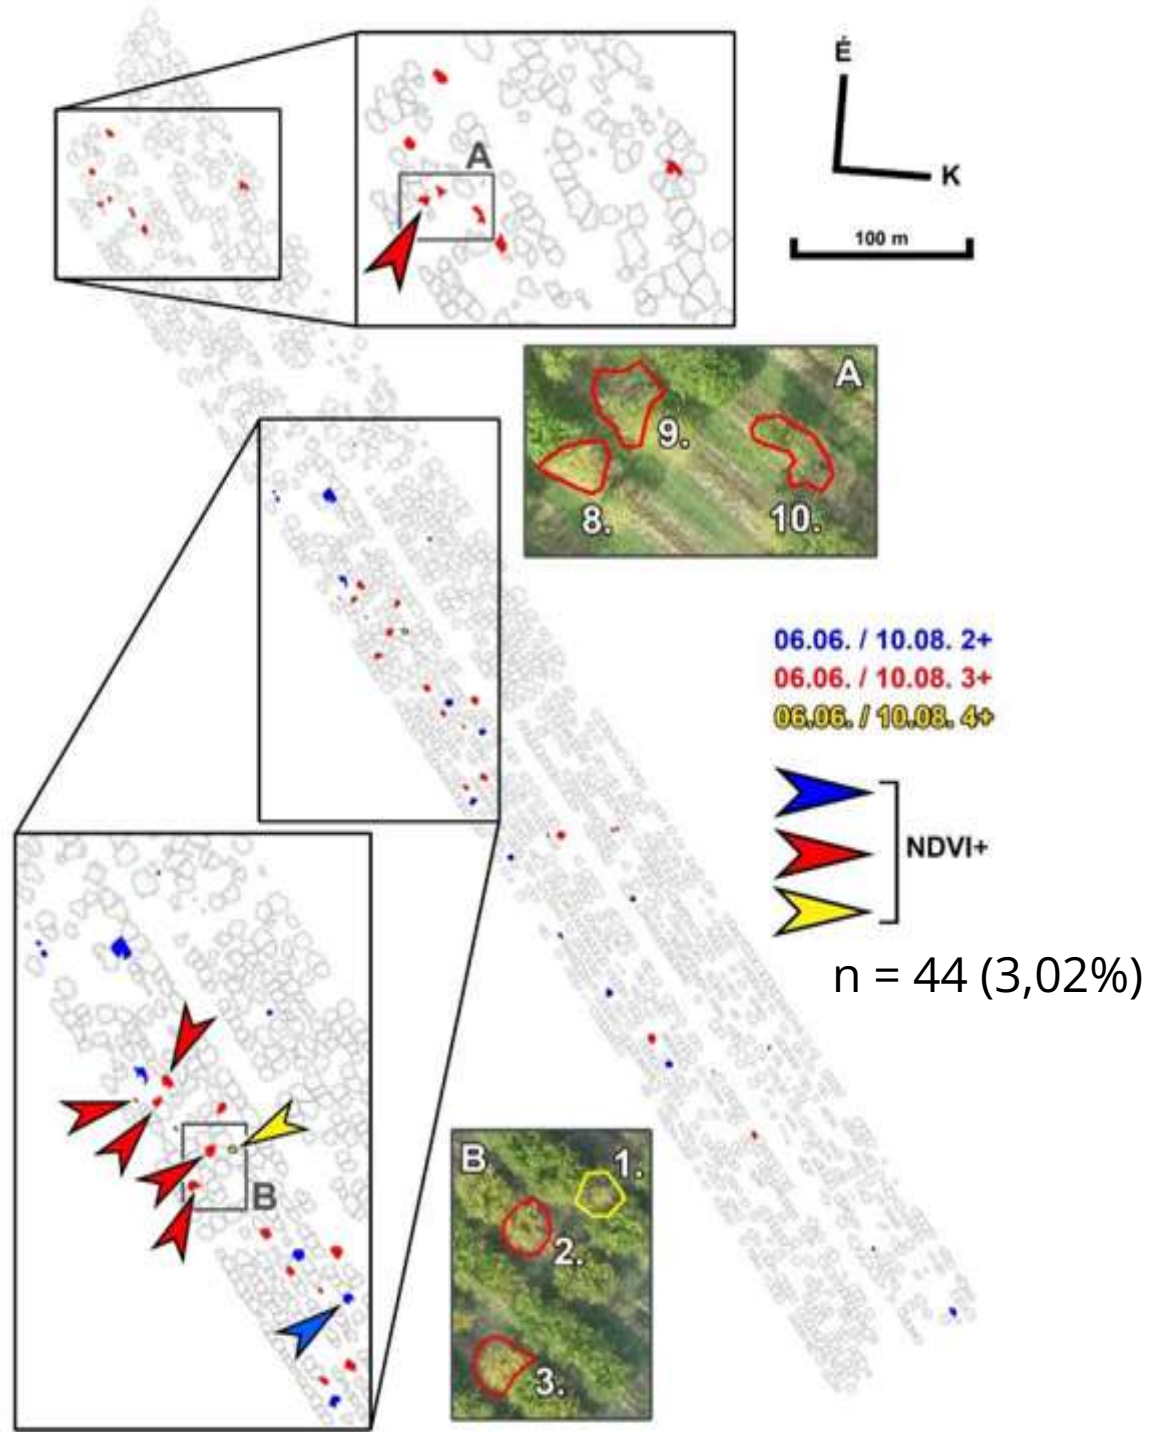 É
K
100 m
A
A
9.
8.
10.
06.06. / 10.08. 2+
06.06. / 10.08. 3+
06.06. / 10.08. 4+
NDVI+
n = 44 (3,02%)
B
B
1.
2.
3.